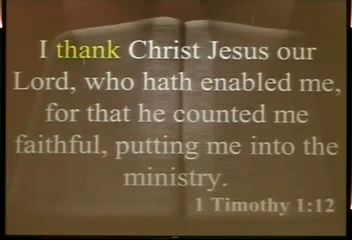 I thank Christ Jesus our
Lord, who hath enabled me,
for that he counted me
faithful, putting me into the
ministry.
1 Timothy 1:12